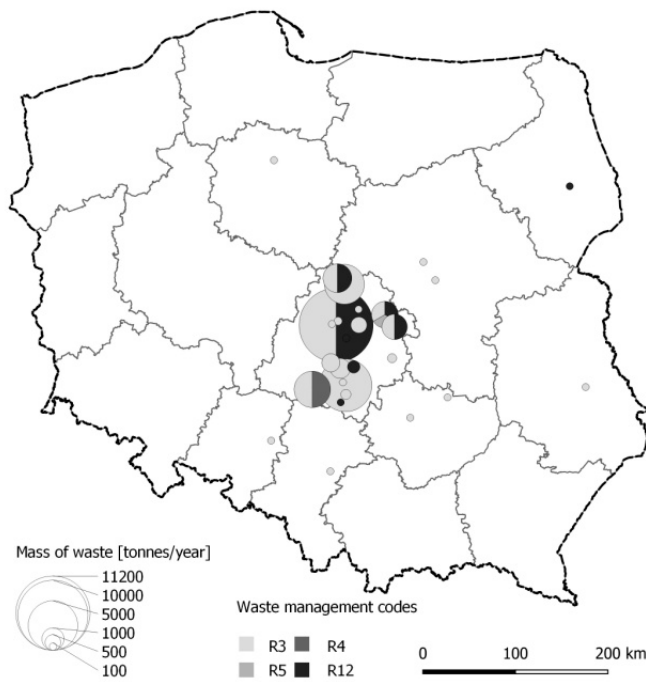 Mass of waste [tonnes/year]
11200
10000
5000
1000
500
100
Waste management codes
R3 R4
R5 R12
0 100 200 km